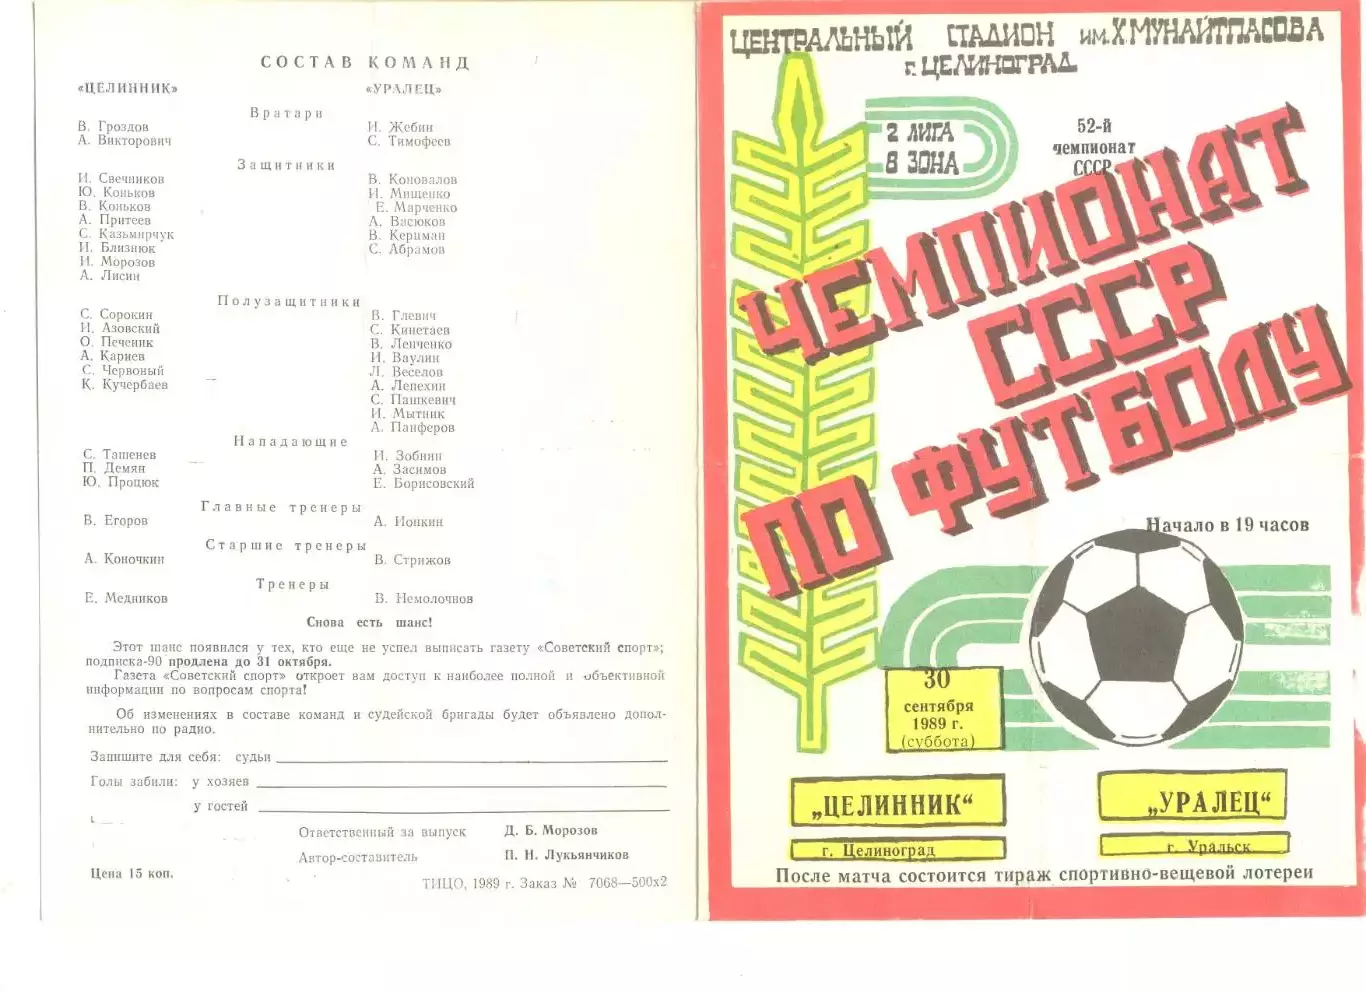 СОСТАВ КОМАНД
«ЦЕЛИННИК» «УРАЛЕЦ»
Вратари
В. Гроздов И. Жебин
А. Викторович С. Тимофеев
Защитники
И. Свечников В. Коновалов
Ю. Коньков И. Мищенко
В. Коньков Е. Марченко
А. Притеев А. Васюков
С. Казьмирчук В. Кериман
И. Близнюк С. Абрамов
И. Морозов
А. Лисин
Полузащитники
С. Сорокин В. Глевич
И. Азовский С. Кинетаев
О. Печеник В. Ленченко
А. Кариев И. Ваулин
С. Червоный Л. Веселов
К. Кучербаев А. Лепехин
С. Пашкевич
И. Мытник
А. Панферов
Нападающие
С. Ташенев И. Зобнин
П. Демян А. Засимов
Ю. Процюк Е. Борисовский
Главные тренеры
В. Егоров А. Ионкин
Старшие тренеры
А. Коночкин В. Стрижов
Тренеры
Е. Медников В. Немолочнов
Снова есть шанс!
Этот шанс появился у тех, кто еще не успел выписать газету «Советский спорт»;
подписка-90 продлена до 31 октября.
Газета «Советский спорт» откроет вам доступ к наиболее полной и объективной
информации по вопросам спорта!
Об изменениях в составе команд и судейской бригады будет объявлено допол-
нительно по радио.
Запишите для себя: судьи
Голы забили: у хозяев
у гостей
Ответственный за выпуск Д. Б. Морозов
Автор-составитель П. Н. Лукьянчиков
Цена 15 коп.
ТИЦО, 1989 г. Заказ № 7068—500х2
ЦЕНТРАЛЬНЫЙ СТАДИОН ИМ. Х.МУНАЙТПАСОВА
г. ЦЕЛИНОГРАД
2 ЛИГА
8 ЗОНА
52-й
чемпионат
СССР
ЧЕМПИОНАТ
СССР
ПО ФУТБОЛУ
Начало в 19 часов
30
сентября
1989 г.
(суббота)
„ЦЕЛИННИК“ „УРАЛЕЦ“
г. Целиноград г. Уральск
После матча состоится тираж спортивно-вещевой лотереи